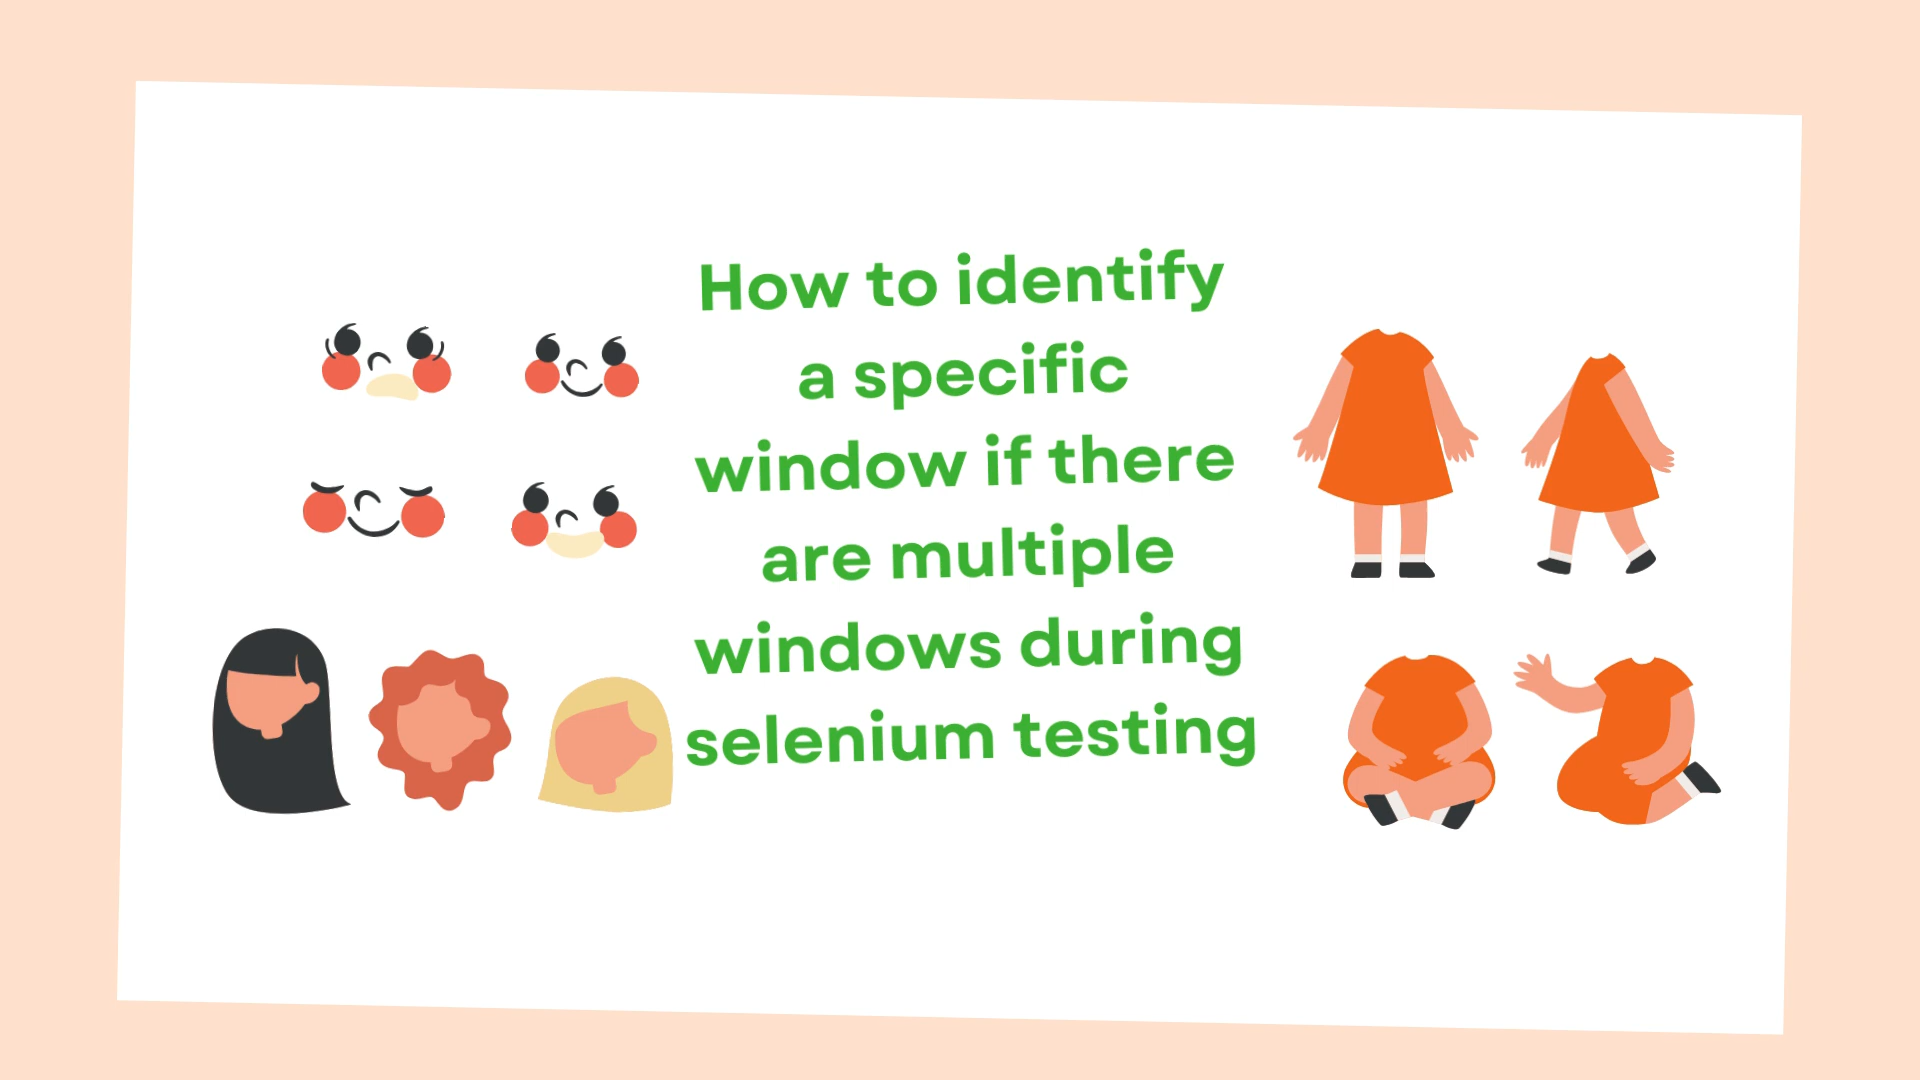 How to identify
a specific
window if there
are multiple
windows during
selenium testing